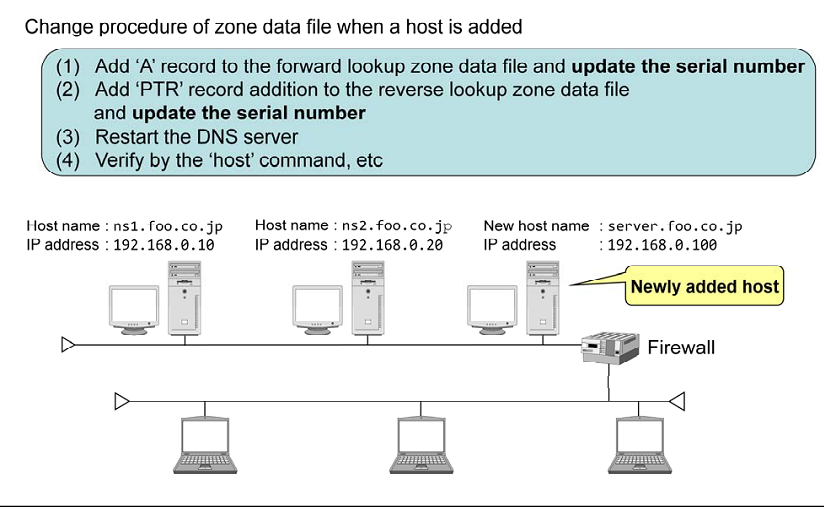 Change procedure of zone data file when a host is added
(1) Add ‘A’ record to the forward lookup zone data file and update the serial number
(2) Add ‘PTR’ record addition to the reverse lookup zone data file
and update the serial number
(3) Restart the DNS server
(4) Verify by the ‘host’ command, etc
Host name : ns1.foo.co.jp
IP address : 192.168.0.10
Host name : ns2.foo.co.jp
IP address : 192.168.0.20
New host name : server.foo.co.jp
IP address : 192.168.0.100
Newly added host
Firewall